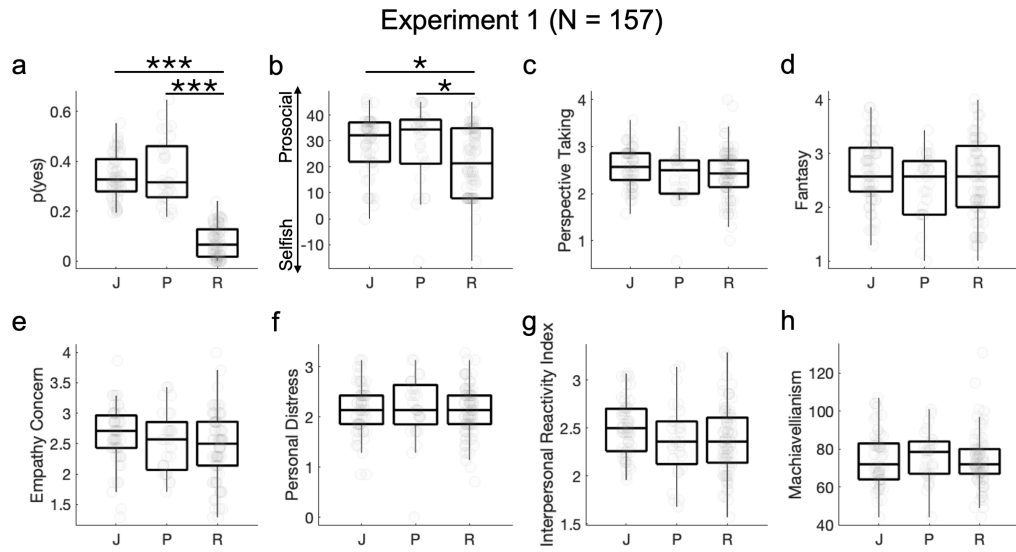 Experiment 1 (N = 157)
a
***
***
p(yes)
0.6
0.4
0.2
0
J P R
b
*
*
Prosocial
Selfish
40
30
20
10
0
-10
J P R
c
Perspective Taking
4
3
2
1
J P R
d
Fantasy
4
3
2
1
J P R
e
Empathy Concern
4
3.5
3
2.5
2
1.5
J P R
f
Personal Distress
3
2
1
0
J P R
g
Interpersonal Reactivity Index
3
2.5
2
1.5
J P R
h
Machiavellianism
120
100
80
60
40
J P R